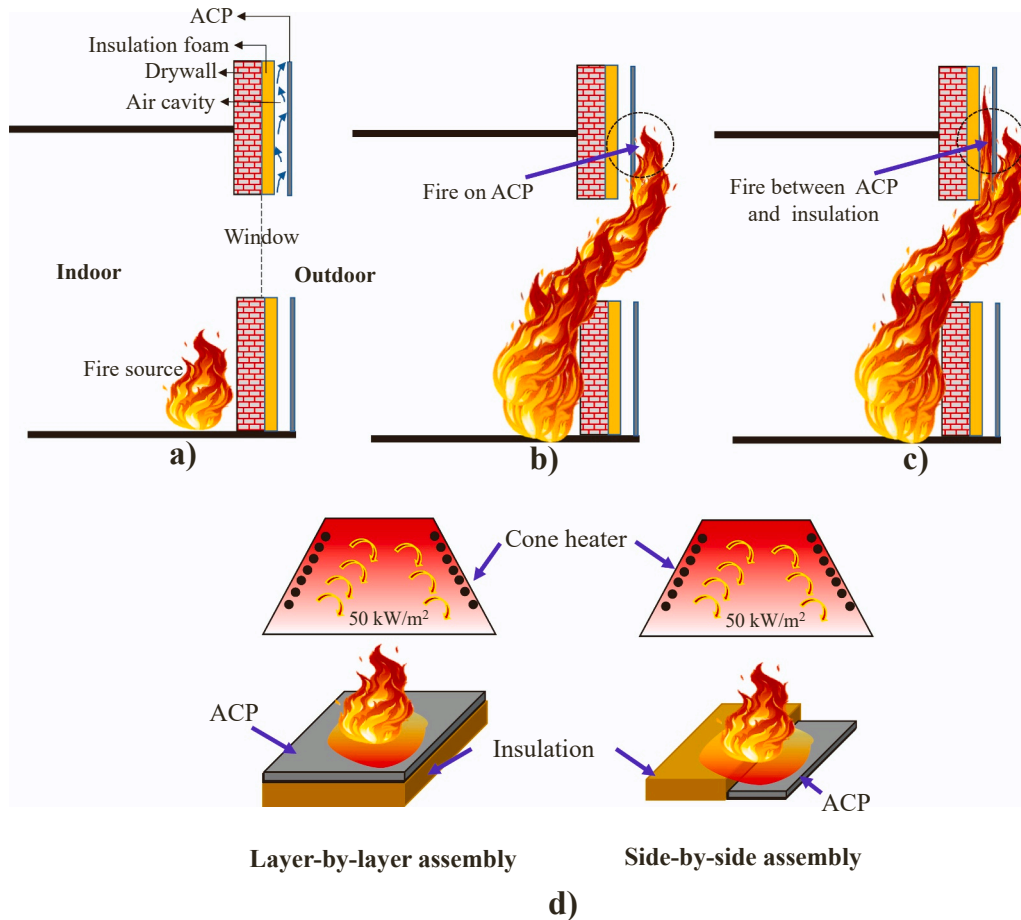 ACP
Insulation foam
Drywall
Air cavity
Window
Indoor
Outdoor
Fire source
a)
Fire on ACP
b)
Fire between ACP
and insulation
c)
Cone heater
50 kW/m²
50 kW/m²
ACP
Insulation
ACP
Layer-by-layer assembly
Side-by-side assembly
d)